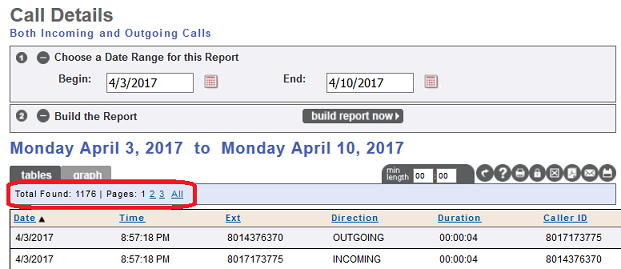 Call Details
Both Incoming and Outgoing Calls
1 Choose a Date Range for this Report
Begin: 4/3/2017 End: 4/10/2017
2 Build the Report build report now
Monday April 3, 2017 to Monday April 10, 2017
tables graph min length 00 : 00
Total Found: 1176 | Pages: 1 2 3 All
Date ▲ Time Ext Direction Duration Caller ID
4/3/2017 8:57:18 PM 8014376370 OUTGOING 00:00:04 8017173775
4/3/2017 8:57:18 PM 8017173775 INCOMING 00:00:04 8014376370